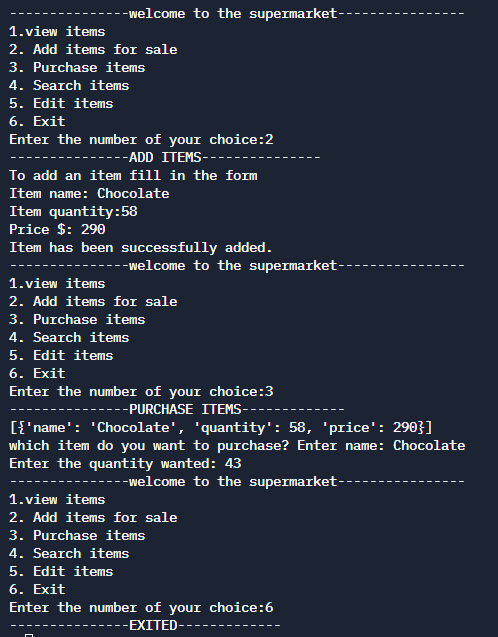 ---------------welcome to the supermarket----------------
1.view items
2. Add items for sale
3. Purchase items
4. Search items
5. Edit items
6. Exit
Enter the number of your choice:2
---------------ADD ITEMS---------------
To add an item fill in the form
Item name: Chocolate
Item quantity:58
Price $: 290
Item has been successfully added.
---------------welcome to the supermarket----------------
1.view items
2. Add items for sale
3. Purchase items
4. Search items
5. Edit items
6. Exit
Enter the number of your choice:3
---------------PURCHASE ITEMS-------------
[{'name': 'Chocolate', 'quantity': 58, 'price': 290}]
which item do you want to purchase? Enter name: Chocolate
Enter the quantity wanted: 43
---------------welcome to the supermarket----------------
1.view items
2. Add items for sale
3. Purchase items
4. Search items
5. Edit items
6. Exit
Enter the number of your choice:6
---------------EXITED-------------